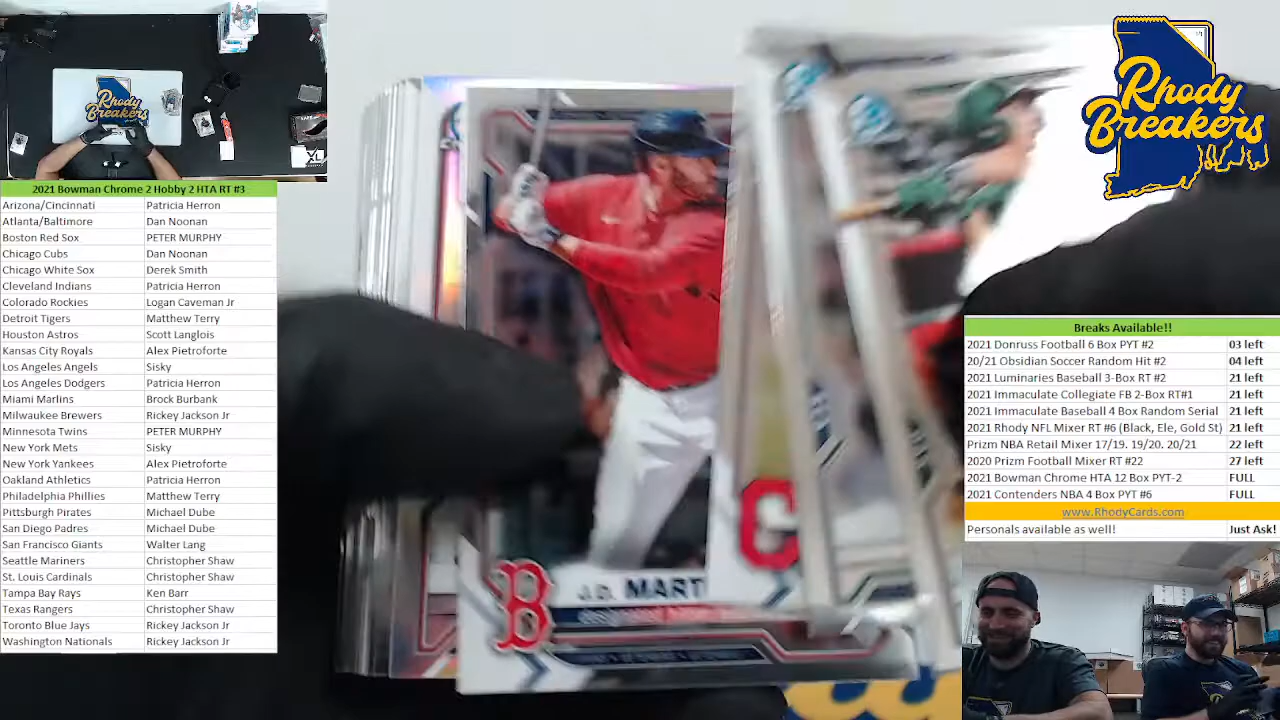 2021 Bowman Chrome 2 Hobby 2 HTA RT #3
Arizona/Cincinnati Patricia Herron
Atlanta/Baltimore Dan Noonan
Boston Red Sox PETER MURPHY
Chicago Cubs Dan Noonan
Chicago White Sox Derek Smith
Cleveland Indians Patricia Herron
Colorado Rockies Logan Caveman Jr
Detroit Tigers Matthew Terry
Houston Astros Scott Langlois
Kansas City Royals Alex Pietroforte
Los Angeles Angels Sisky
Los Angeles Dodgers Patricia Herron
Miami Marlins Brock Burbank
Milwaukee Brewers Rickey Jackson Jr
Minnesota Twins PETER MURPHY
New York Mets Sisky
New York Yankees Alex Pietroforte
Oakland Athletics Patricia Herron
Philadelphia Phillies Matthew Terry
Pittsburgh Pirates Michael Dube
San Diego Padres Michael Dube
San Francisco Giants Walter Lang
Seattle Mariners Christopher Shaw
St. Louis Cardinals Christopher Shaw
Tampa Bay Rays Ken Barr
Texas Rangers Christopher Shaw
Toronto Blue Jays Rickey Jackson Jr
Washington Nationals Rickey Jackson Jr
Rhody
Breakers
B
J.D. MART
C
Rhody
Breakers
Breaks Available!!
2021 Donruss Football 6 Box PYT #2 03 left
20/21 Obsidian Soccer Random Hit #2 04 left
2021 Luminaries Baseball 3-Box RT #2 21 left
2021 Immaculate Collegiate FB 2-Box RT#1 21 left
2021 Immaculate Baseball 4 Box Random Serial 21 left
2021 Rhody NFL Mixer RT #6 (Black, Ele, Gold St) 21 left
Prizm NBA Retail Mixer 17/19. 19/20. 20/21 22 left
2020 Prizm Football Mixer RT #22 27 left
2021 Bowman Chrome HTA 12 Box PYT-2 FULL
2021 Contenders NBA 4 Box PYT #6 FULL
www.RhodyCards.com
Personals available as well! Just Ask!